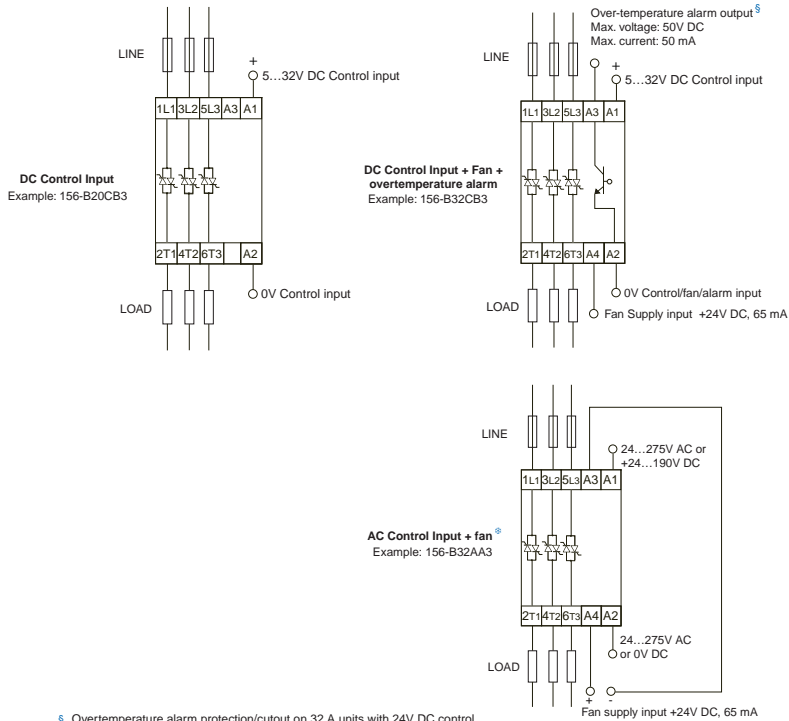 LINE
+
5...32V DC Control input
1L1 3L2 5L3 A3 A1
DC Control Input
Example: 156-B20CB3
2T1 4T2 6T3 A2
0V Control input
LOAD
Over-temperature alarm output §
Max. voltage: 50V DC
Max. current: 50 mA
LINE
+
5...32V DC Control input
1L1 3L2 5L3 A3 A1
DC Control Input + Fan +
overtemperature alarm
Example: 156-B32CB3
2T1 4T2 6T3 A4 A2
0V Control/fan/alarm input
LOAD
Fan Supply input +24V DC, 65 mA
LINE
24...275V AC or
+24...190V DC
1L1 3L2 5L3 A3 A1
AC Control Input + fan ※
Example: 156-B32AA3
2T1 4T2 6T3 A4 A2
24...275V AC
or 0V DC
LOAD
+ -
Fan supply input +24V DC, 65 mA
§ Overtemperature alarm protection/cutout on 32 A units with 24V DC control